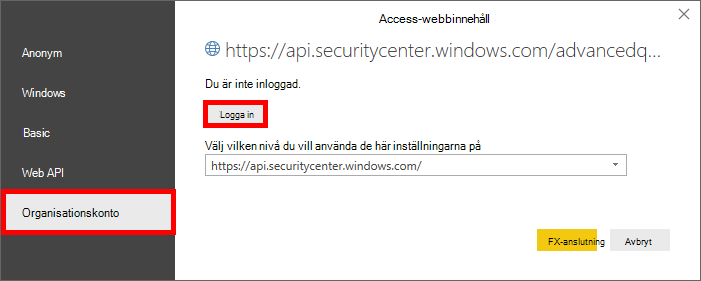 Access-webbinnehåll
Anonym
Windows
Basic
Web API
Organisationskonto
https://api.securitycenter.windows.com/advancedq...
Du är inte inloggad.
Logga in
Välj vilken nivå du vill använda de här inställningarna på
https://api.securitycenter.windows.com/
FX-anslutning
Avbryt